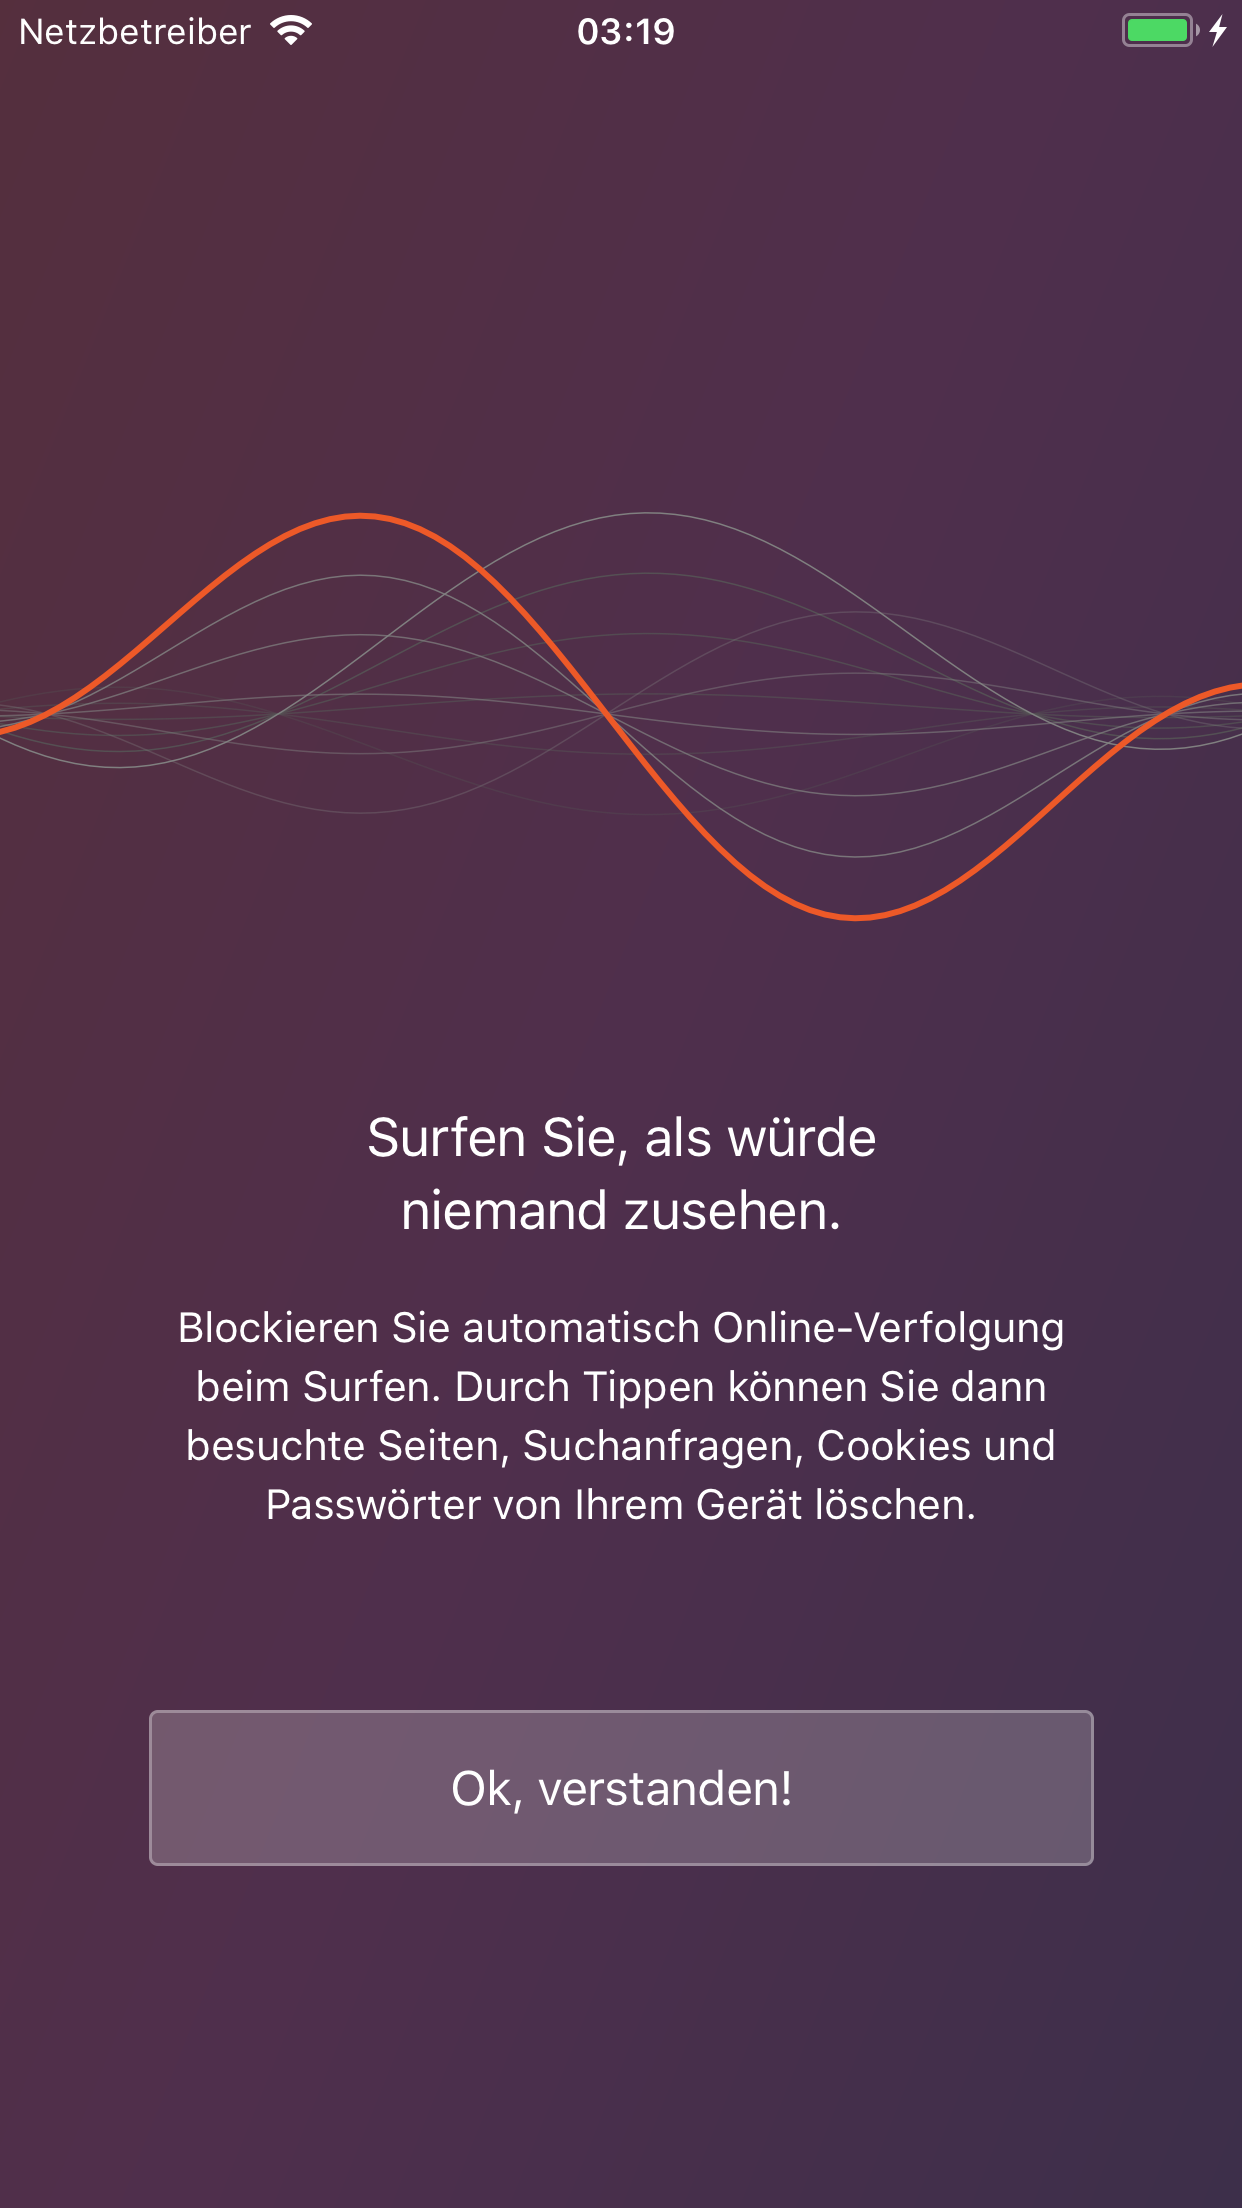 Netzbetreiber 03:19
Surfen Sie, als würde
niemand zusehen.
Blockieren Sie automatisch Online-Verfolgung
beim Surfen. Durch Tippen können Sie dann
besuchte Seiten, Suchanfragen, Cookies und
Passwörter von Ihrem Gerät löschen.
Ok, verstanden!